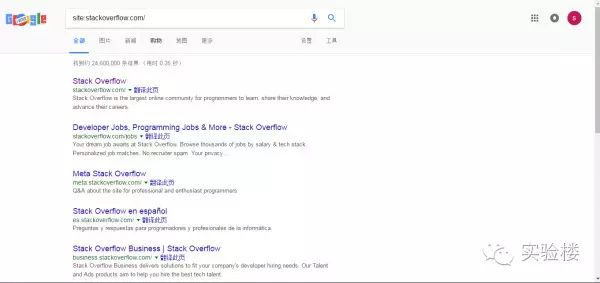 Google
site:stackoverflow.com/
S
全部 图片 新闻 购物 地图 更多 设置 工具
找到约 24,600,000 条结果 （用时 0.35 秒）
Stack Overflow
stackoverflow.com/ ▾ 翻译此页
Stack Overflow is the largest online community for programmers to learn, share their knowledge, and
advance their careers.
Developer Jobs, Programming Jobs & More - Stack Overflow
stackoverflow.com/jobs ▾ 翻译此页
Your dream job awaits at Stack Overflow. Browse thousands of jobs by salary & tech stack.
Personalized job matches. No recruiter spam. Your privacy ...
Meta Stack Overflow
meta.stackoverflow.com/ ▾ 翻译此页
Q&A about the site for professional and enthusiast programmers
Stack Overflow en español
es.stackoverflow.com/ ▾ 翻译此页
Preguntas y respuestas para programadores y profesionales de la informática.
Stack Overflow Business | Stack Overflow
business.stackoverflow.com/ ▾ 翻译此页
Stack Overflow Business delivers solutions to fit your company's developer hiring needs. Our Talent
and Ads products aim to help you hire the best tech talent.
实验楼